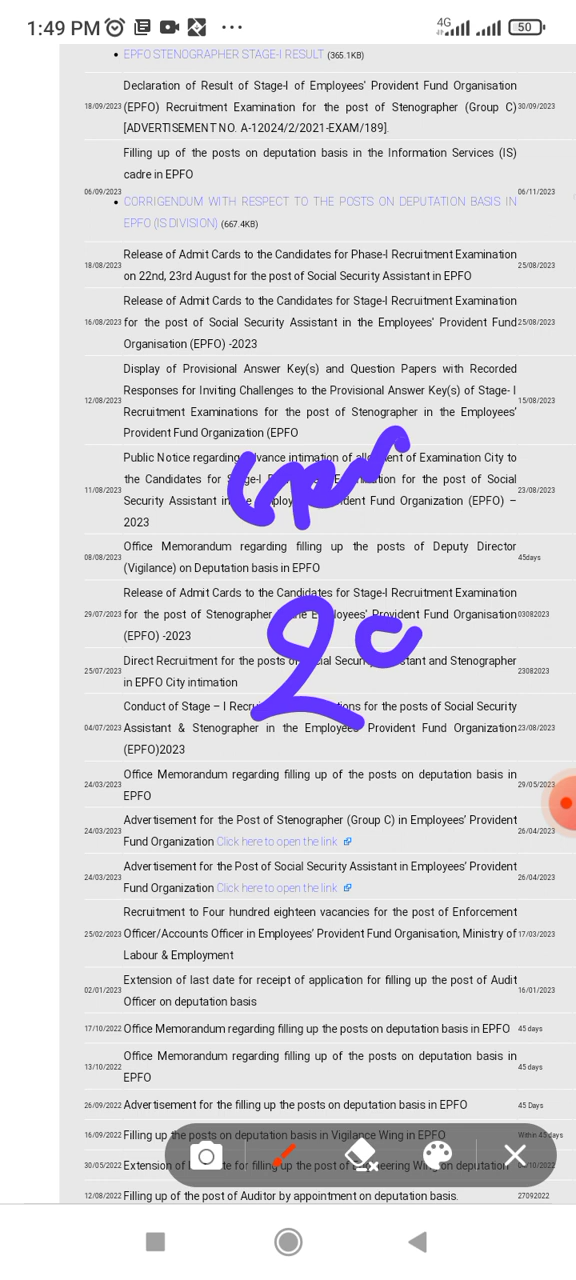 1:49 PM
4G
50
EPFO STENOGRAPHER STAGE-I RESULT (365.1KB)
Declaration of Result of Stage-I of Employees' Provident Fund Organisation
18/09/2023 (EPFO) Recruitment Examination for the post of Stenographer (Group C) 30/09/2023
[ADVERTISEMENT NO. A-12024/2/2021-EXAM/189].
Filling up of the posts on deputation basis in the Information Services (IS)
cadre in EPFO
06/09/2023 06/11/2023
CORRIGENDUM WITH RESPECT TO THE POSTS ON DEPUTATION BASIS IN
EPFO (IS DIVISION) (667.4KB)
Release of Admit Cards to the Candidates for Phase-I Recruitment Examination
18/08/2023 25/08/2023
on 22nd, 23rd August for the post of Social Security Assistant in EPFO
Release of Admit Cards to the Candidates for Stage-I Recruitment Examination
16/08/2023 for the post of Social Security Assistant in the Employees' Provident Fund 25/08/2023
Organisation (EPFO) -2023
Display of Provisional Answer Key(s) and Question Papers with Recorded
Responses for Inviting Challenges to the Provisional Answer Key(s) of Stage- I
12/08/2023 15/08/2023
Recruitment Examinations for the post of Stenographer in the Employees'
Provident Fund Organization (EPFO
Public Notice regarding advance intimation of allotment of Examination City to
the Candidates for Stage-I for the post of Social
11/08/2023 23/08/2023
Security Assistant in Fund Organization (EPFO) –
2023
Office Memorandum regarding filling up the posts of Deputy Director
08/08/2023 45days
(Vigilance) on Deputation basis in EPFO
Release of Admit Cards to the Candidates for Stage-I Recruitment Examination
29/07/2023 for the post of Stenographer Employees' Provident Fund Organisation 03082023
(EPFO) -2023
Direct Recruitment for the posts of Social Security Assistant and Stenographer
25/07/2023 23082023
in EPFO City intimation
Conduct of Stage – I for the posts of Social Security
04/07/2023 Assistant & Stenographer in the Employees' Provident Fund Organization 23/08/2023
(EPFO)2023
Office Memorandum regarding filling up of the posts on deputation basis in
24/03/2023 29/05/2023
EPFO
Advertisement for the Post of Stenographer (Group C) in Employees' Provident
24/03/2023 26/04/2023
Fund Organization Click here to open the link
Advertisement for the Post of Social Security Assistant in Employees' Provident
24/03/2023 26/04/2023
Fund Organization Click here to open the link
Recruitment to Four hundred eighteen vacancies for the post of Enforcement
25/02/2023 Officer/Accounts Officer in Employees' Provident Fund Organisation, Ministry of 17/03/2023
Labour & Employment
Extension of last date for receipt of application for filling up the post of Audit
02/01/2023 16/01/2023
Officer on deputation basis
17/10/2022 Office Memorandum regarding filling up the posts on deputation basis in EPFO 45 days
Office Memorandum regarding filling up of the posts on deputation basis in
13/10/2022 45 days
EPFO
26/09/2022 Advertisement for the filling up the posts on deputation basis in EPFO 45 Days
16/09/2022 Filling up the posts on deputation basis in Vigilance Wing in EPFO Within 45 days
30/05/2022 Extension of for filling up the post of Engineering Wing on deputation
12/08/2022 Filling up of the post of Auditor by appointment on deputation basis. 27092022